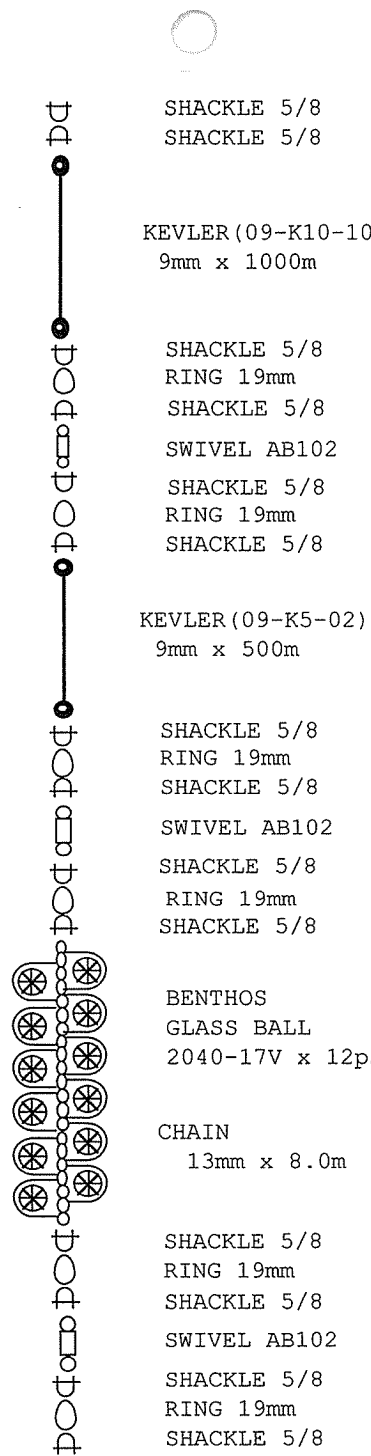 SHACKLE 5/8
SHACKLE 5/8
KEVLER(09-K10-10
9mm x 1000m
SHACKLE 5/8
RING 19mm
SHACKLE 5/8
SWIVEL AB102
SHACKLE 5/8
RING 19mm
SHACKLE 5/8
KEVLER(09-K5-02)
9mm x 500m
SHACKLE 5/8
RING 19mm
SHACKLE 5/8
SWIVEL AB102
SHACKLE 5/8
RING 19mm
SHACKLE 5/8
BENTHOS
GLASS BALL
2040-17V x 12p
CHAIN
13mm x 8.0m
SHACKLE 5/8
RING 19mm
SHACKLE 5/8
SWIVEL AB102
SHACKLE 5/8
RING 19mm
SHACKLE 5/8